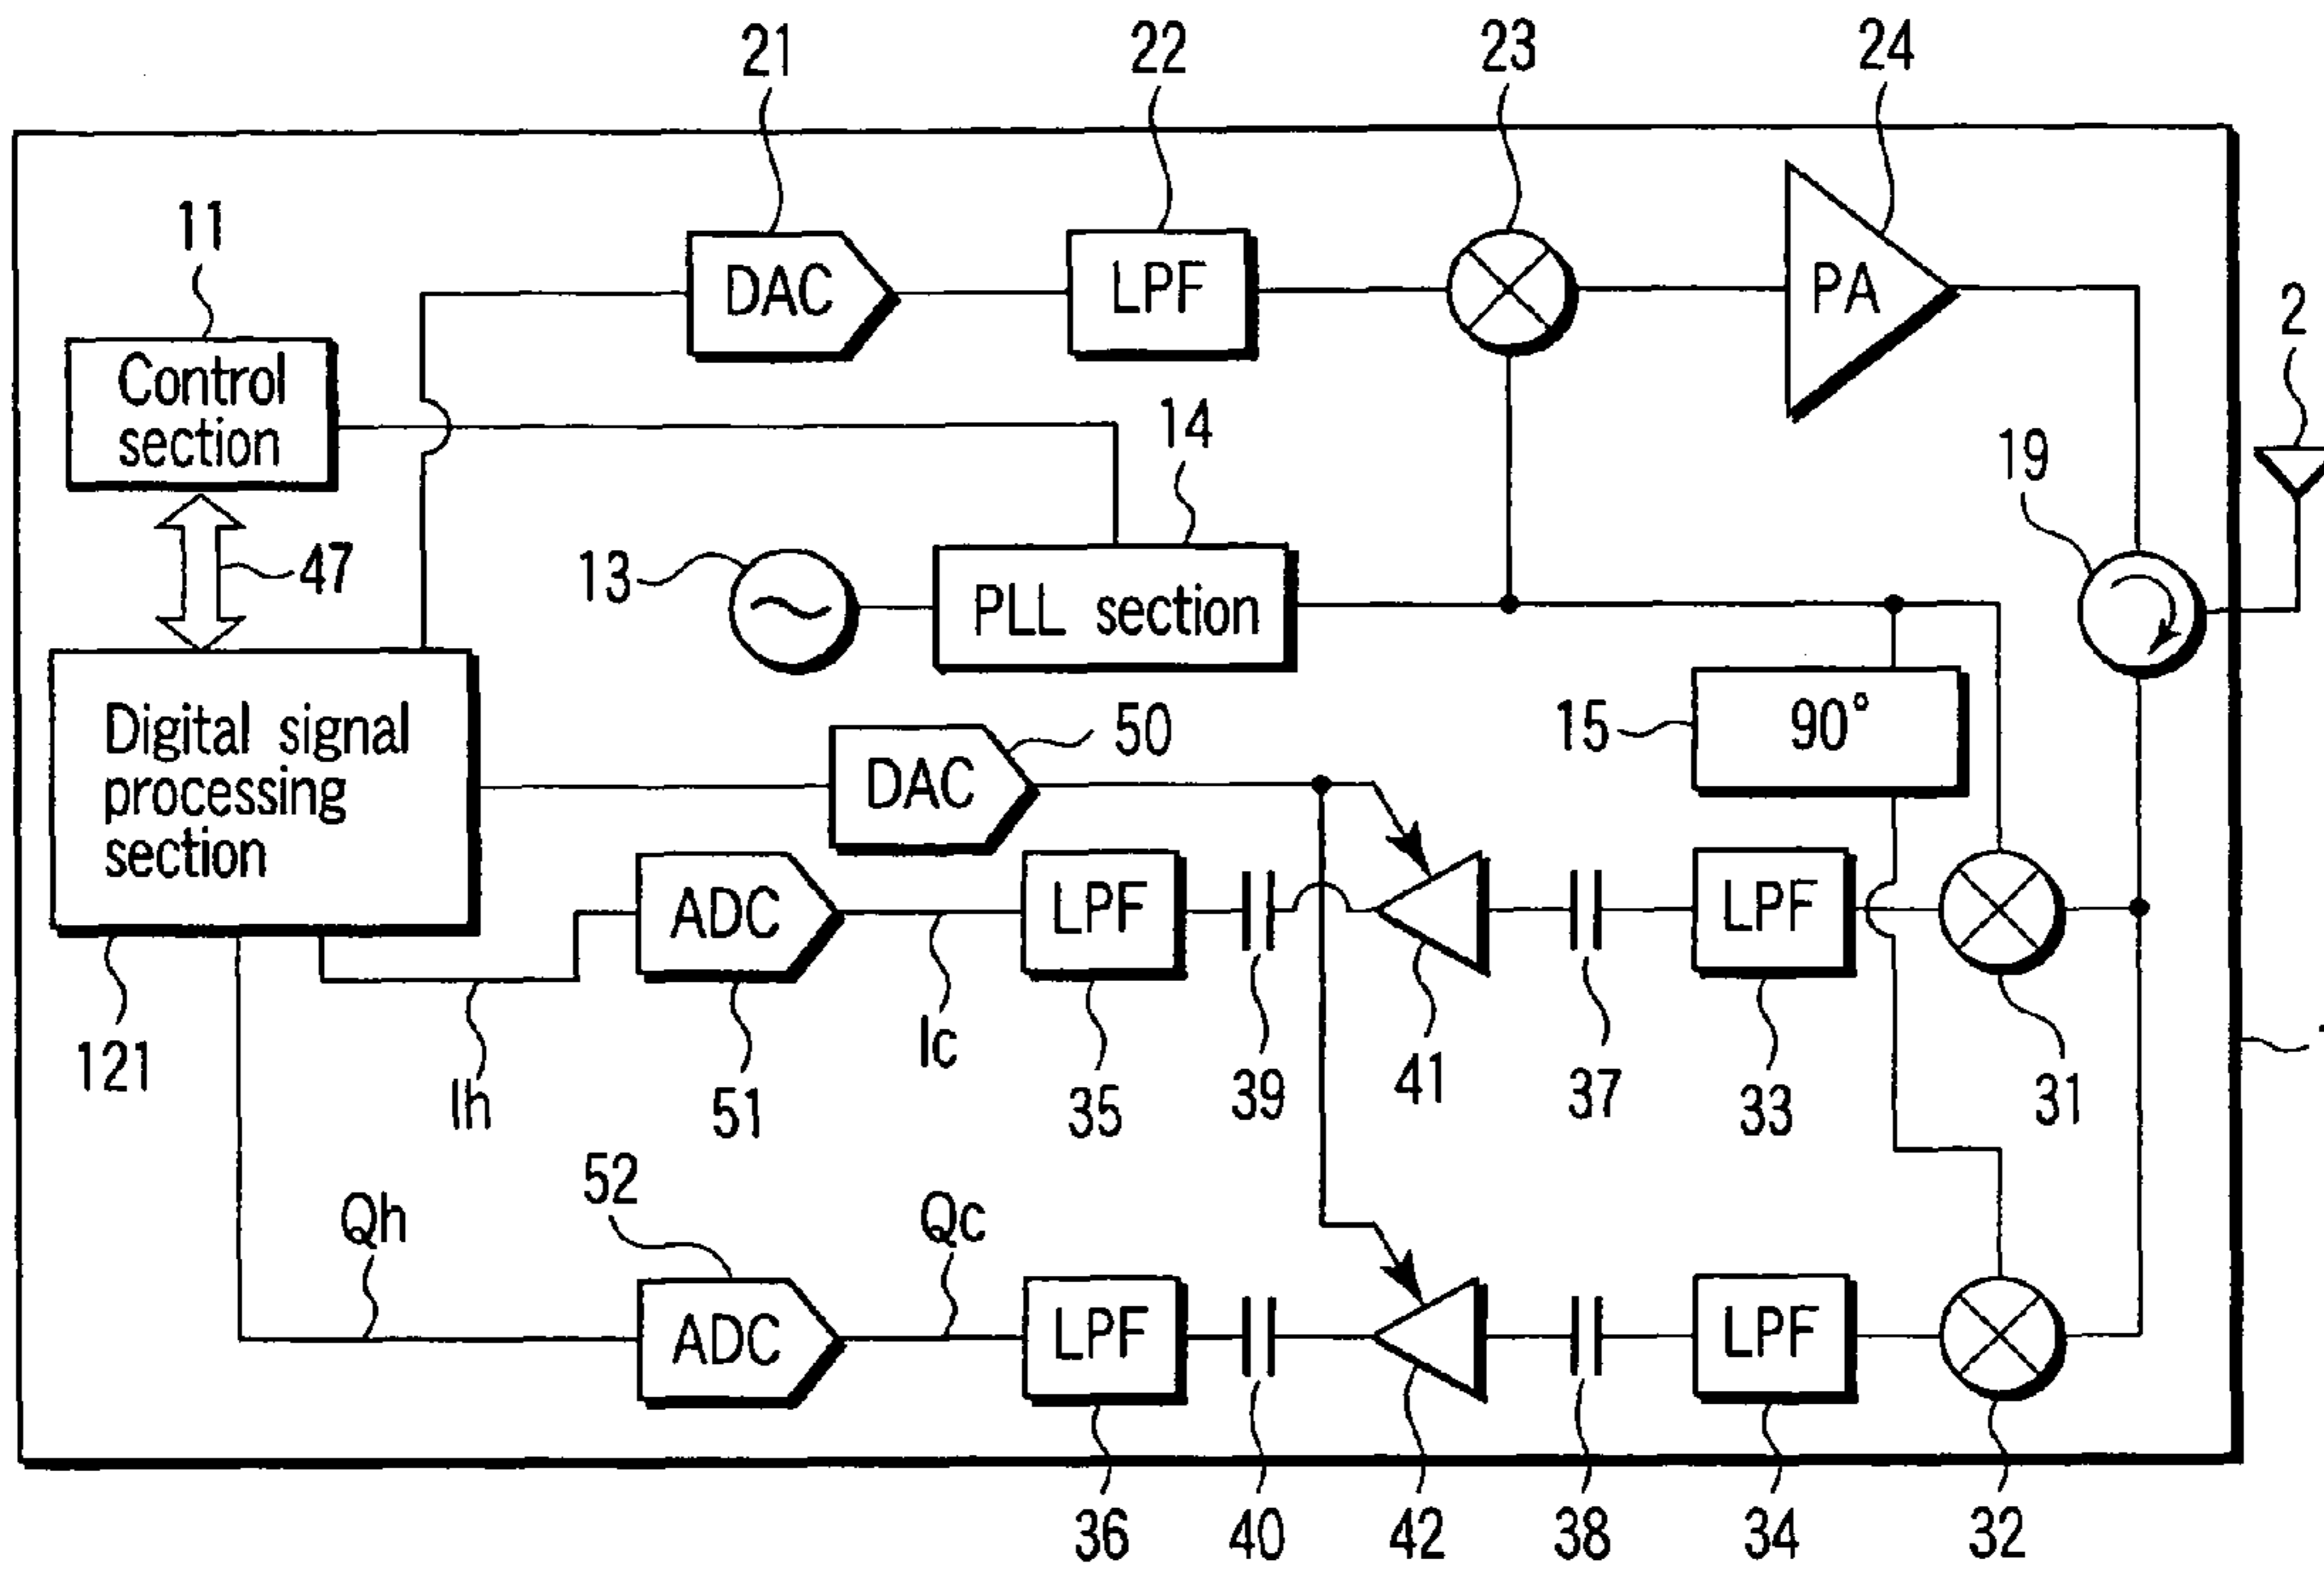 21
22
23
24
11
DAC
LPF
PA
2
Control
section
14
19
47
13
PLL section
50
15
90°
Digital signal
processing
section
DAC
ADC
LPF
LPF
121
Ih
51
Ic
35
39
41
37
33
31
Qh
52
Qc
ADC
LPF
LPF
36
40
42
38
34
32